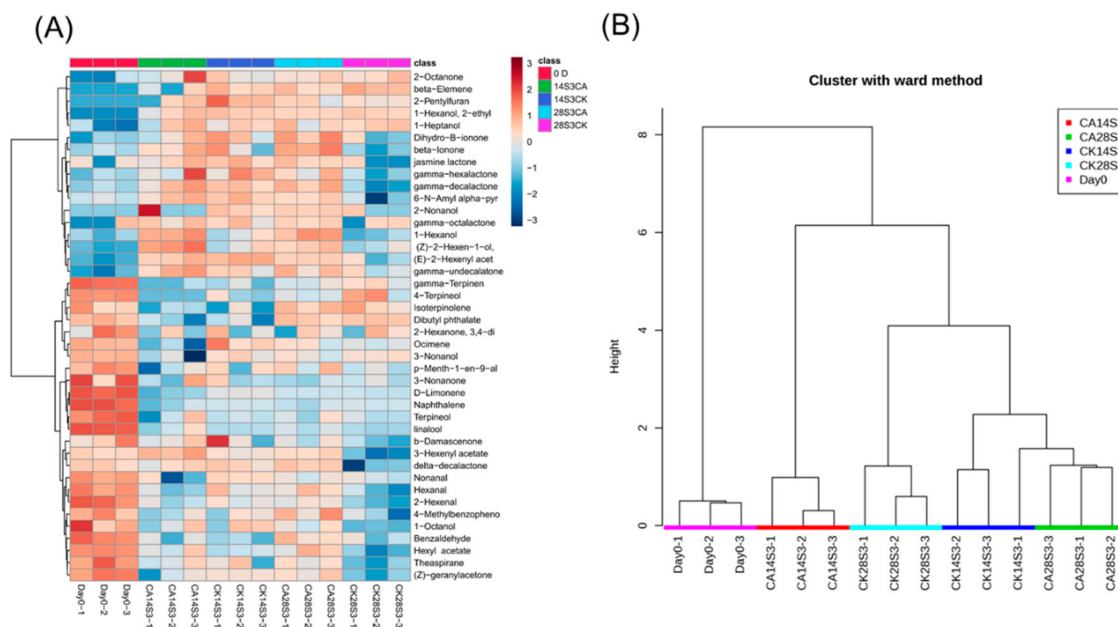 (A)
class
2-Octanone
beta-Elemene
2-Pentylfuran
1-Hexanol, 2-ethyl
1-Heptanol
Dihydro-B-ionone
beta-Ionone
jasmine lactone
gamma-hexalactone
gamma-decalactone
6-N-Amyl alpha-pyr
2-Nonanol
gamma-octalactone
1-Hexanol
(Z)-2-Hexen-1-ol,
(E)-2-Hexenyl acet
gamma-undecalatone
gamma-Terpinen
4-Terpineol
Isoterpinolene
Dibutyl phthalate
2-Hexanone, 3,4-di
Ocimene
3-Nonanol
p-Menth-1-en-9-al
3-Nonanone
D-Limonene
Naphthalene
Terpineol
linalool
b-Damascenone
3-Hexenyl acetate
delta-decalactone
Nonanal
Hexanal
2-Hexenal
4-Methylbenzopheno
1-Octanol
Benzaldehyde
Hexyl acetate
Theaspirane
(Z)-geranylacetone
Day0-1
Day0-2
Day0-3
CA14S3-1
CA14S3-2
CA14S3-3
CK14S3-1
CK14S3-2
CK14S3-3
CA28S3-1
CA28S3-2
CA28S3-3
CK28S3-1
CK28S3-2
CK28S3-3
3
2
1
0
-1
-2
-3
class
0 D
14S3CA
14S3CK
28S3CA
28S3CK
(B)
Cluster with ward method
CA14S
CA28S
CK14S
CK28S
Day0
Height
8
6
4
2
0
Day0-1
Day0-2
Day0-3
CA14S3-1
CA14S3-2
CA14S3-3
CK28S3-1
CK28S3-2
CK28S3-3
CK14S3-2
CK14S3-3
CK14S3-1
CA28S3-3
CA28S3-1
CA28S3-2